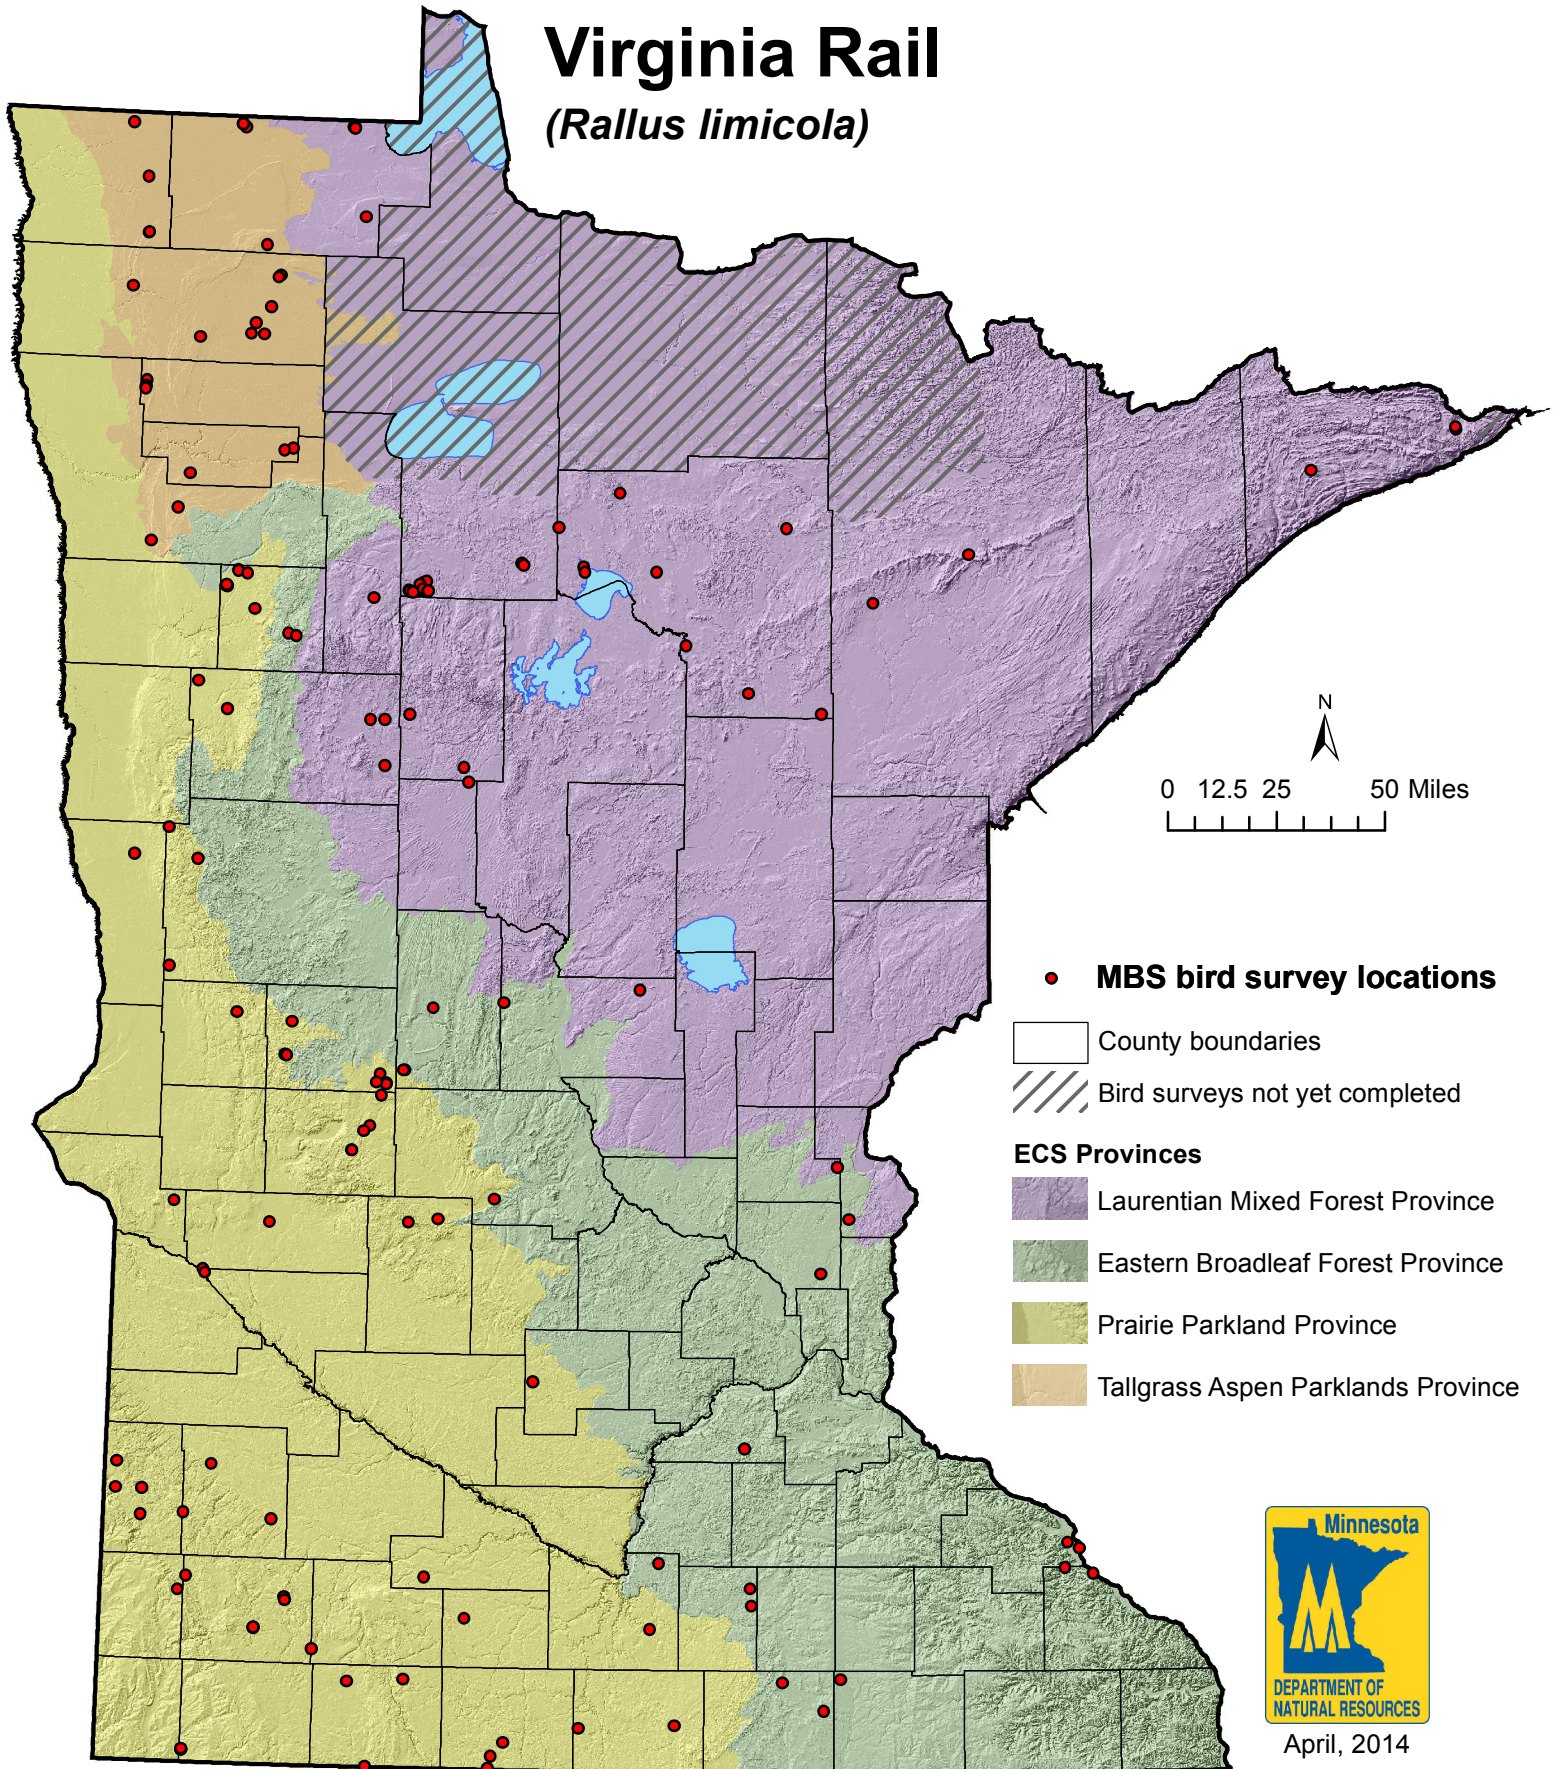 Virginia Rail
(Rallus limicola)
N
0 12.5 25 50 Miles
MBS bird survey locations
County boundaries
Bird surveys not yet completed
ECS Provinces
Laurentian Mixed Forest Province
Eastern Broadleaf Forest Province
Prairie Parkland Province
Tallgrass Aspen Parklands Province
Minnesota
DEPARTMENT OF
NATURAL RESOURCES
April, 2014